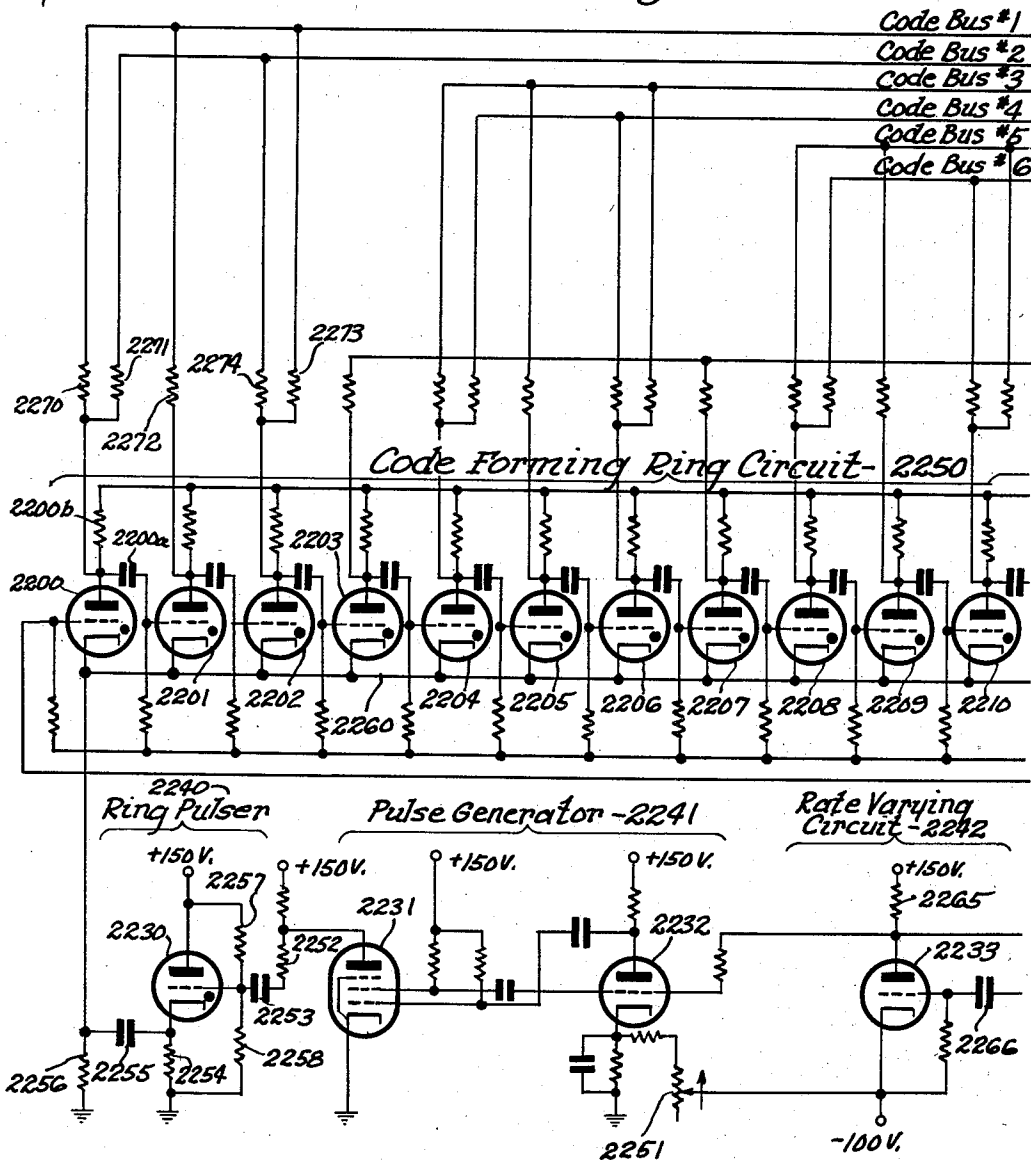 Code Bus #1
Code Bus #2
Code Bus #3
Code Bus #4
Code Bus #5
Code Bus #6
2270
2271
2272
2274
2273
Code Forming Ring Circuit - 2250
2200b
2200a
2203
2200
2201
2202
2260
2204
2205
2206
2207
2208
2209
2210
2240
Ring Pulser
Pulse Generator - 2241
Rate Varying
Circuit - 2242
+150V.
2257
+150V.
2231
+150V.
+150V.
2232
+150V.
2265
2230
2252
2233
2253
2256
2255
2254
2258
2266
2251
-100V.